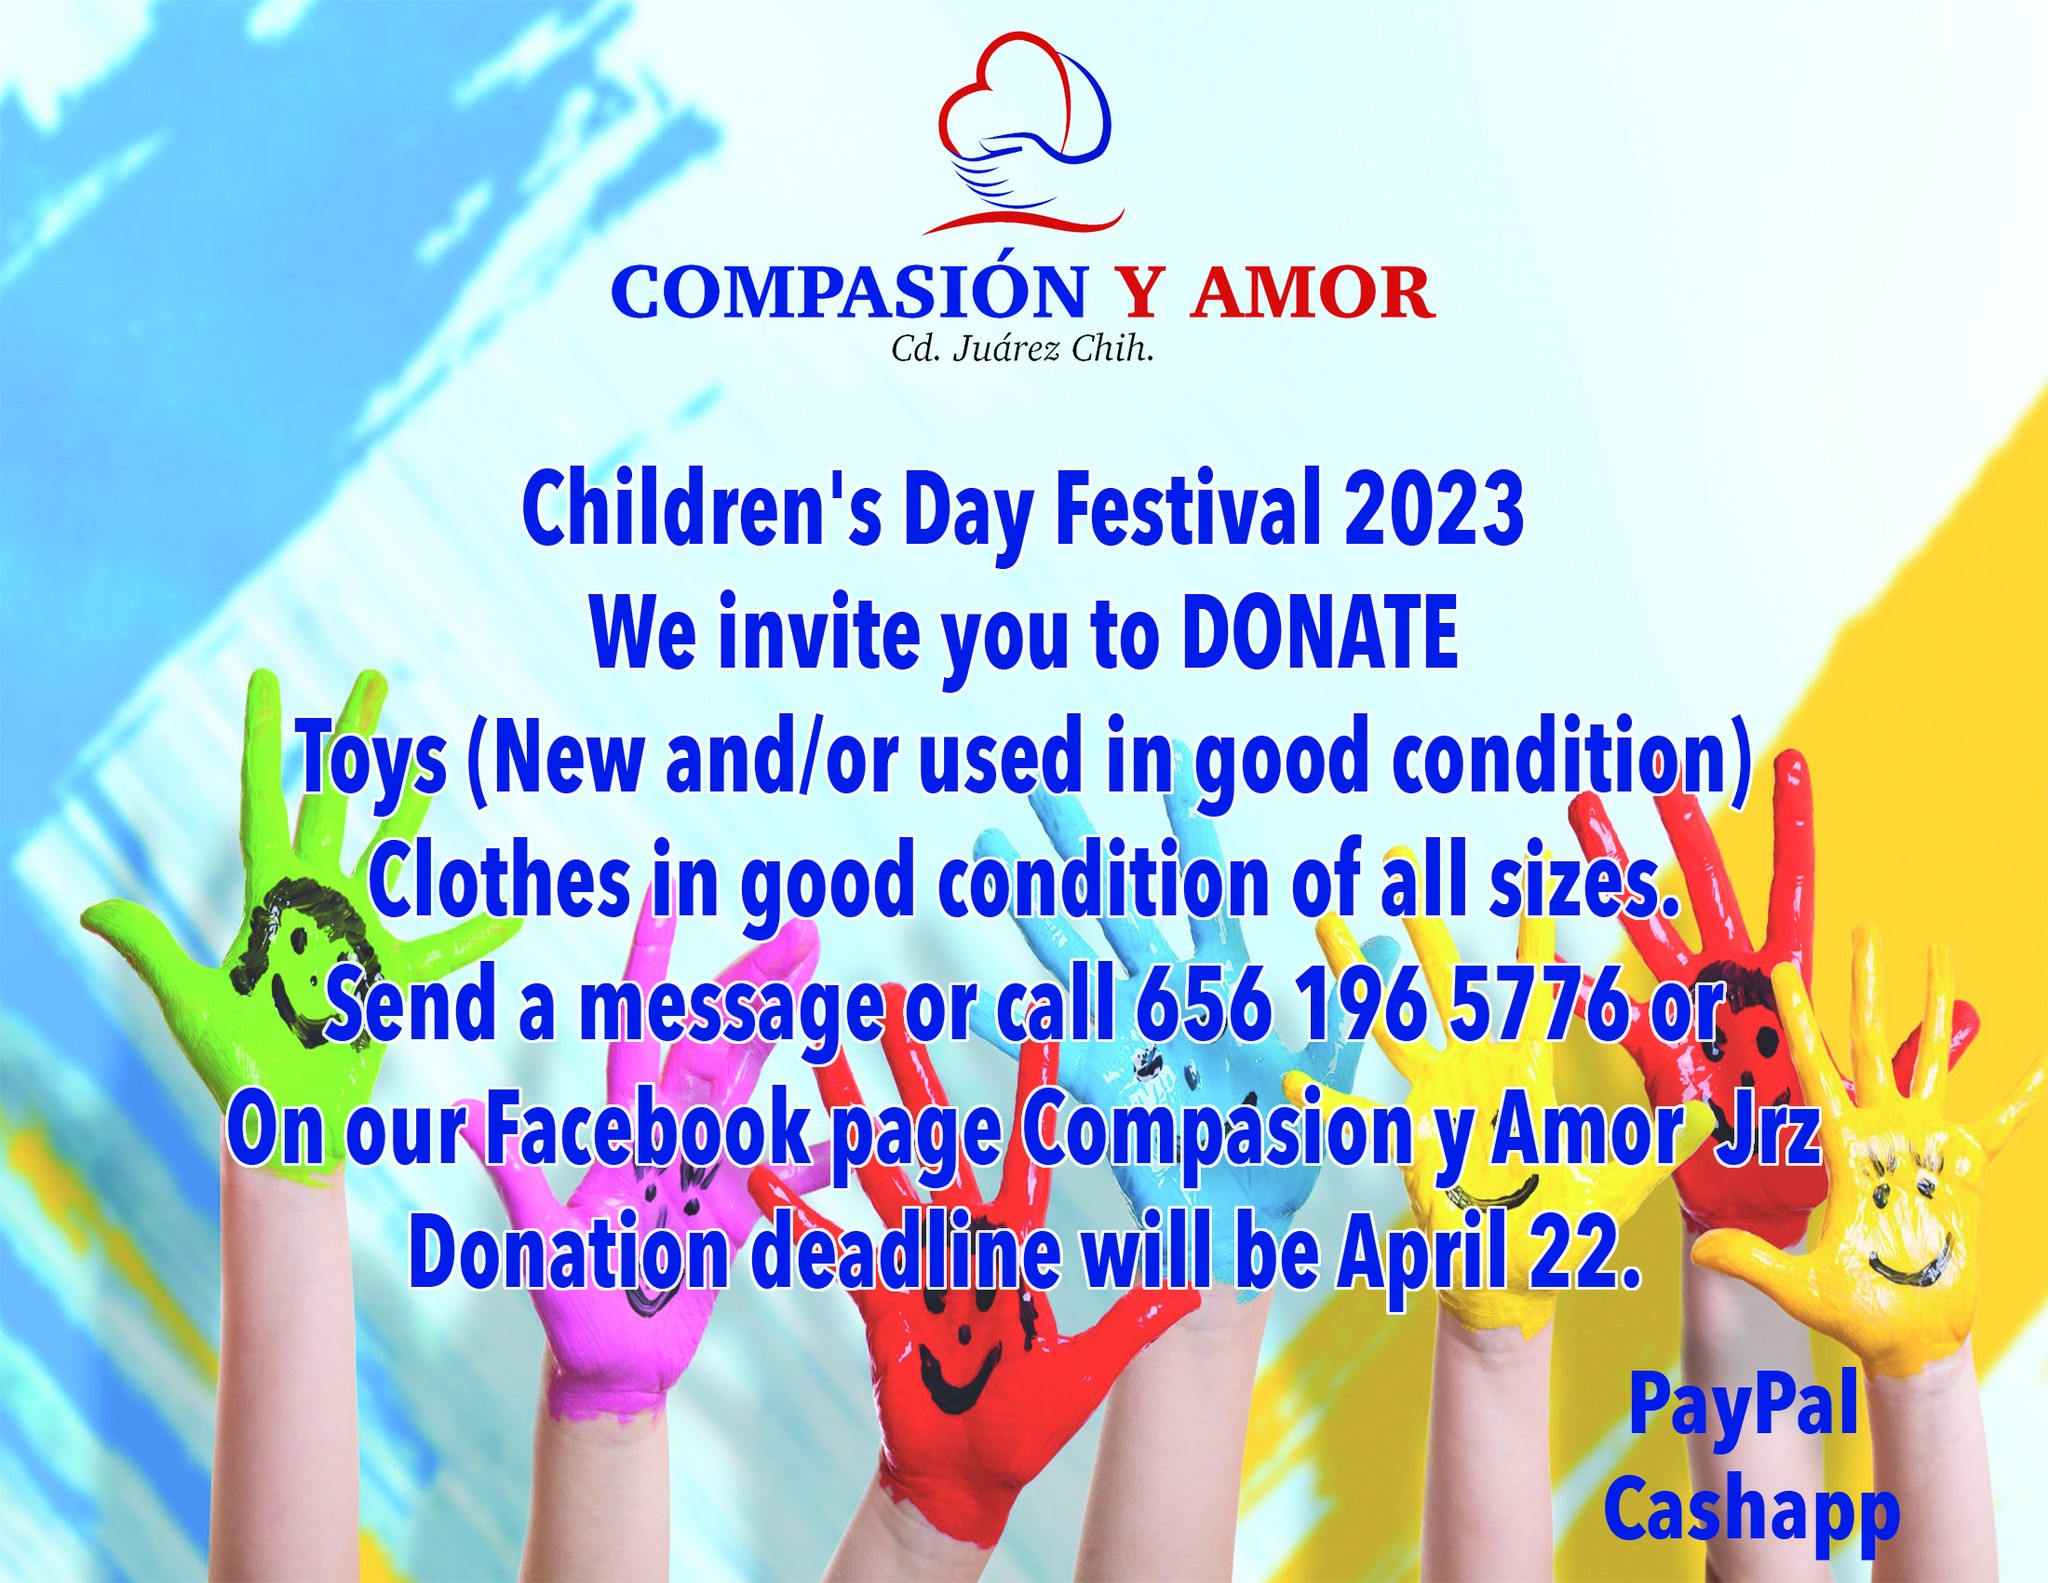 COMPASIÓN Y AMOR
Cd. Juárez Chih.
Children's Day Festival 2023
We invite you to DONATE
Toys (New and/or used in good condition)
Clothes in good condition of all sizes.
Send a message or call 656 196 5776 or
On our Facebook page Compasion y Amor Jrz
Donation deadline will be April 22.
PayPal
Cashapp